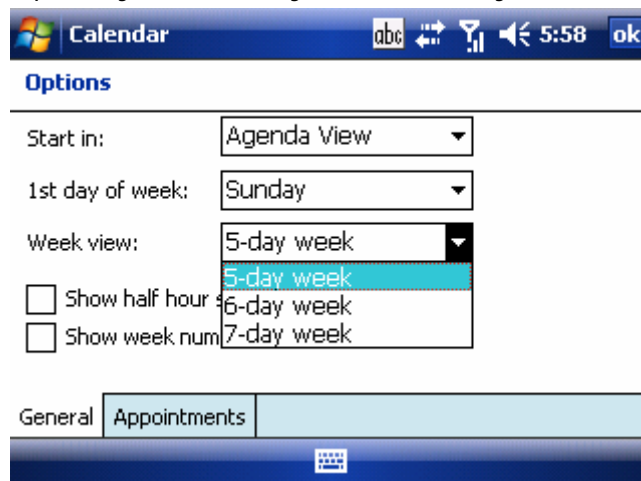 Calendar abc 5:58 ok
Options
Start in: Agenda View
1st day of week: Sunday
Week view: 5-day week
5-day week
Show half hour 6-day week
Show week num 7-day week
General Appointments